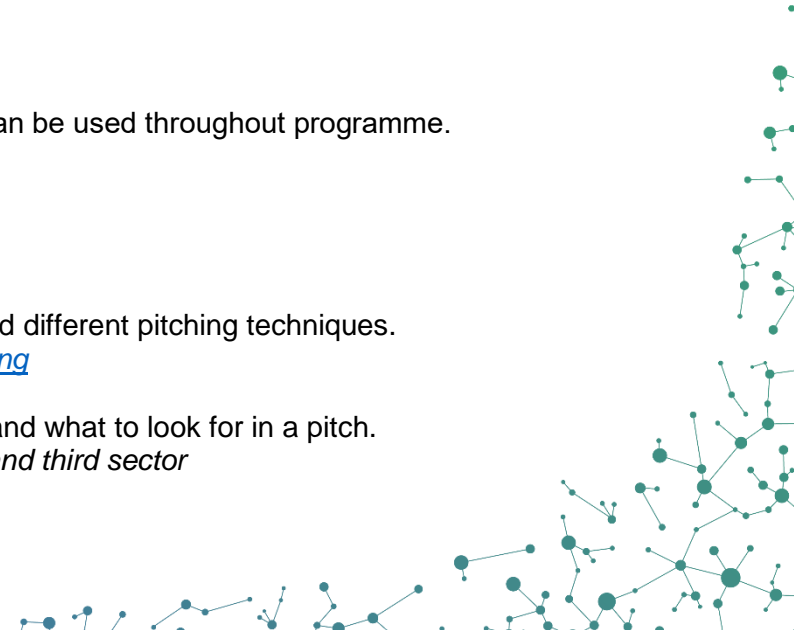 an be used throughout programme.
d different pitching techniques.
ng
and what to look for in a pitch.
nd third sector